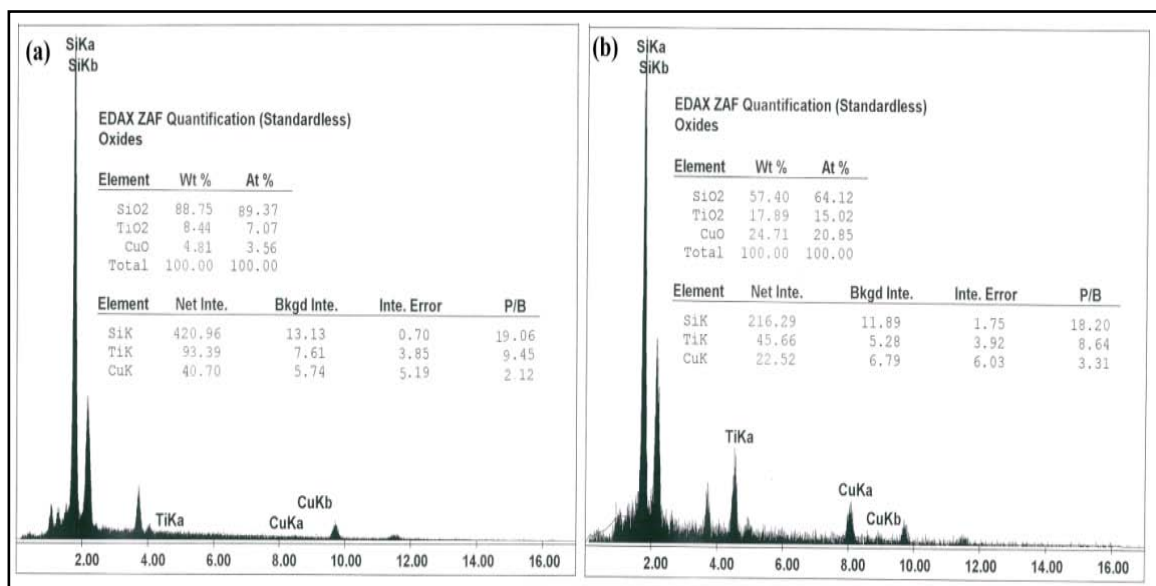 (a)
SiKa
SiKb
EDAX ZAF Quantification (Standardless)
Oxides
Element Wt % At %
SiO2 88.75 89.37
TiO2 8.44 7.07
CuO 4.81 3.56
Total 100.00 100.00
Element Net Inte. Bkgd Inte. Inte. Error P/B
SiK 420.96 13.13 0.70 19.06
TiK 93.39 7.61 3.85 9.45
CuK 40.70 5.74 5.19 2.12
TiKa
CuKa
CuKb
2.00 4.00 6.00 8.00 10.00 12.00 14.00 16.00
(b)
SiKa
SiKb
EDAX ZAF Quantification (Standardless)
Oxides
Element Wt % At %
SiO2 57.40 64.12
TiO2 17.89 15.02
CuO 24.71 20.85
Total 100.00 100.00
Element Net Inte. Bkgd Inte. Inte. Error P/B
SiK 216.29 11.89 1.75 18.20
TiK 45.66 5.28 3.92 8.64
CuK 22.52 6.79 6.03 3.31
TiKa
CuKa
CuKb
2.00 4.00 6.00 8.00 10.00 12.00 14.00 16.00